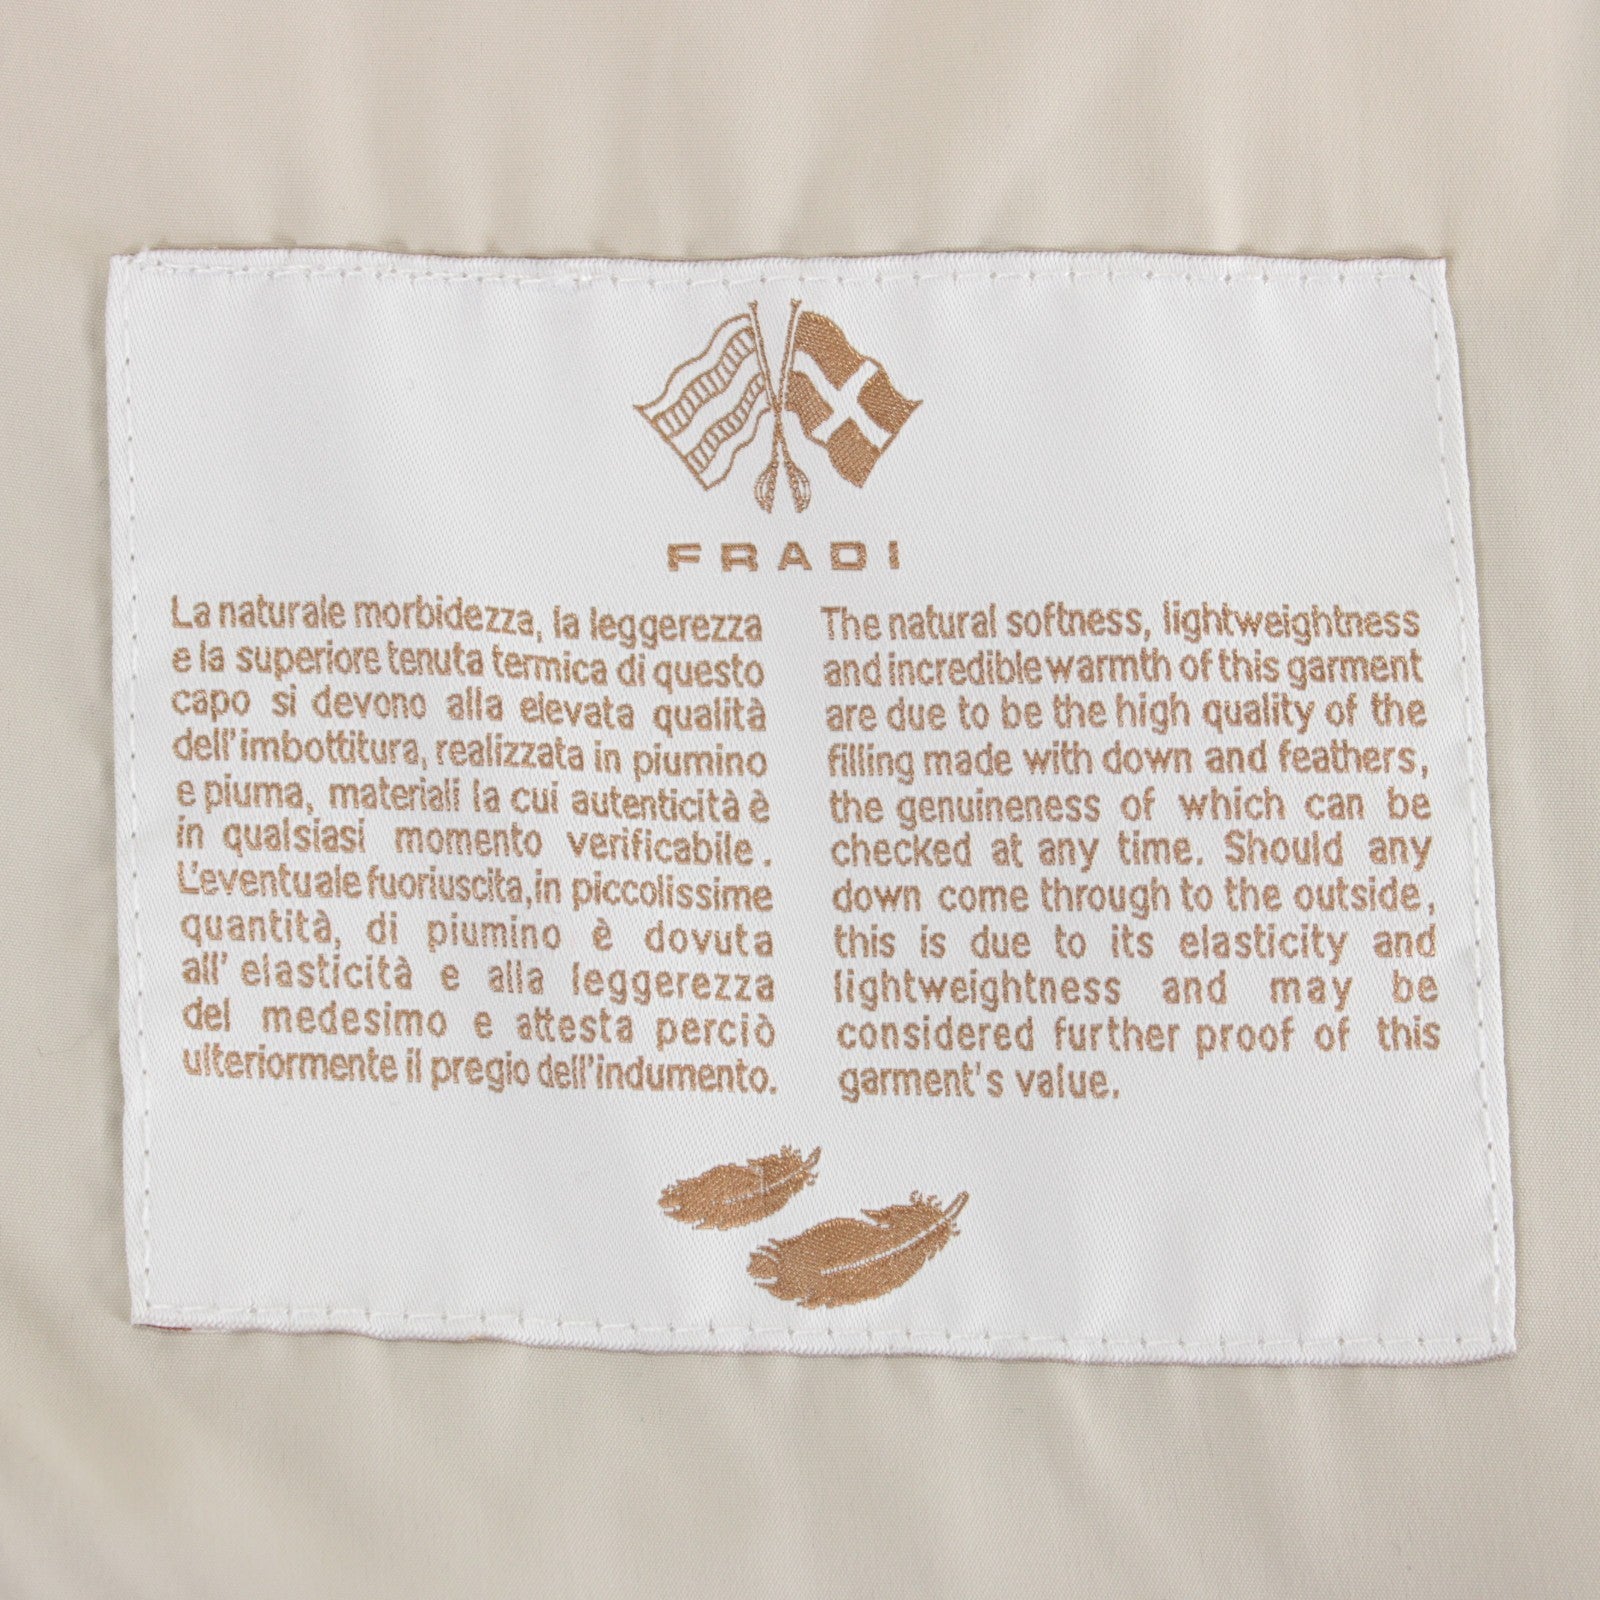 FRADI
La naturale morbidezza, la leggerezza
e la superiore tenuta termica di questo
capo si devono alla elevata qualità
dell'imbottitura, realizzata in piumino
e piuma, materiali la cui autenticità è
in qualsiasi momento verificabile.
L'eventuale fuoriuscita, in piccolissime
quantità, di piumino è dovuta
all'elasticità e alla leggerezza
del medesimo e attesta perciò
ulteriormente il pregio dell'indumento.
The natural softness, lightweightness
and incredible warmth of this garment
are due to be the high quality of the
filling made with down and feathers,
the genuineness of which can be
checked at any time. Should any
down come through to the outside,
this is due to its elasticity and
lightweightness and may be
considered further proof of this
garment's value.